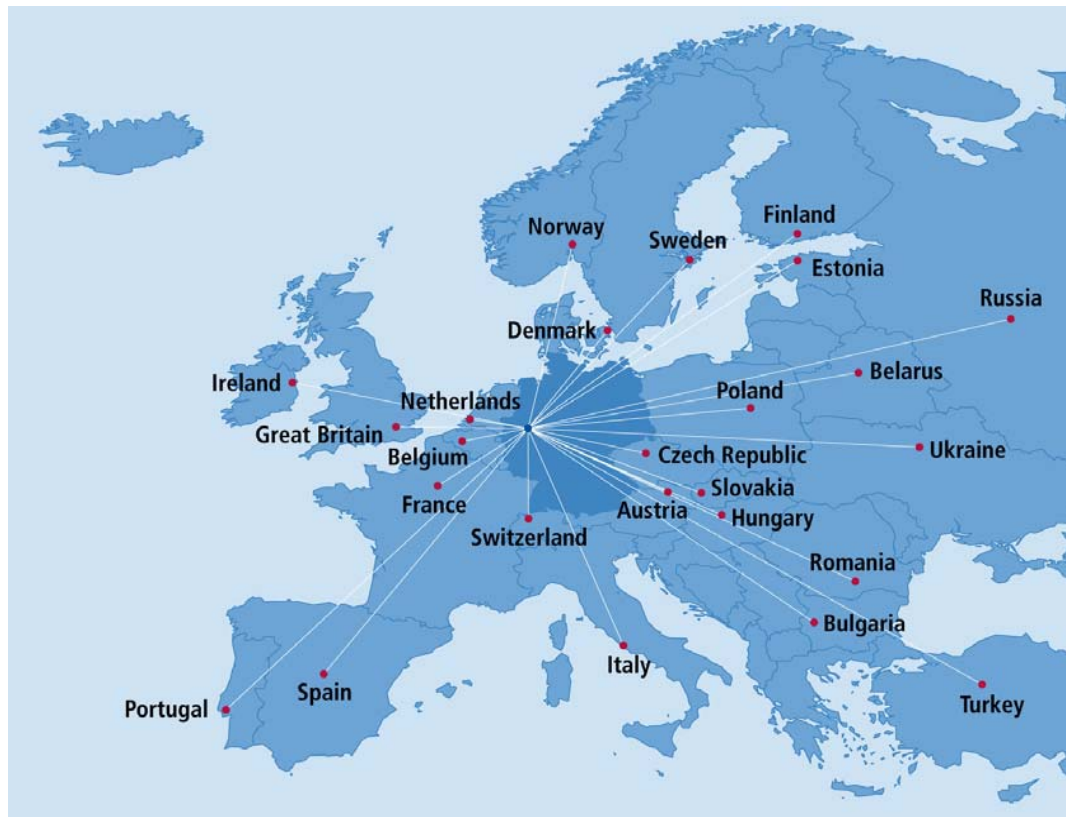 Norway
Sweden
Finland
Estonia
Russia
Denmark
Ireland
Belarus
Netherlands
Poland
Great Britain
Belgium
Czech Republic
Ukraine
France
Austria
Slovakia
Hungary
Switzerland
Romania
Bulgaria
Italy
Spain
Portugal
Turkey